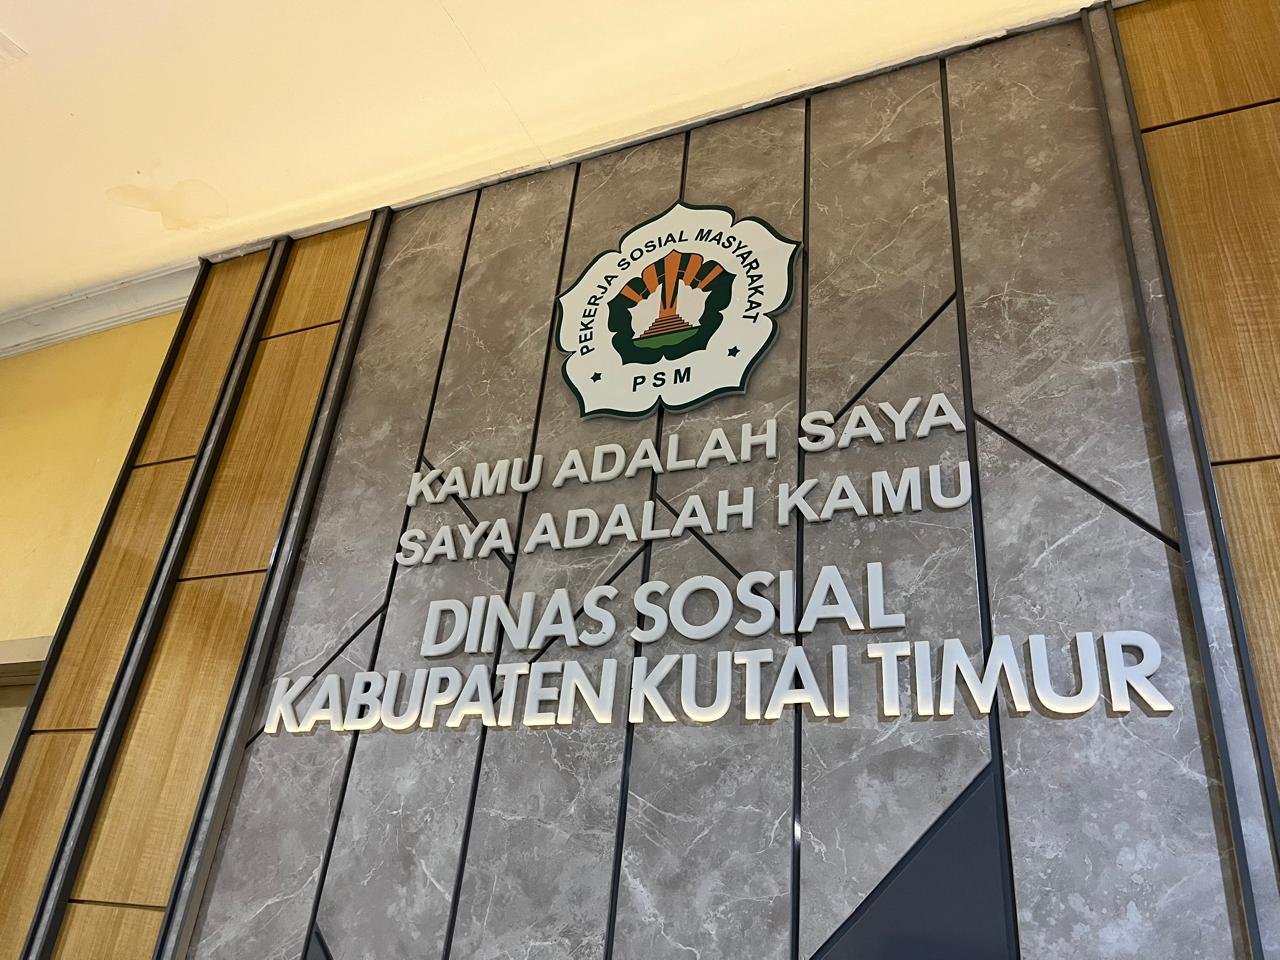 PEKERJA SOSIAL MASYARAKAT
PSM
KAMU ADALAH SAYA
SAYA ADALAH KAMU
DINAS SOSIAL
KABUPATEN KUTAI TIMUR